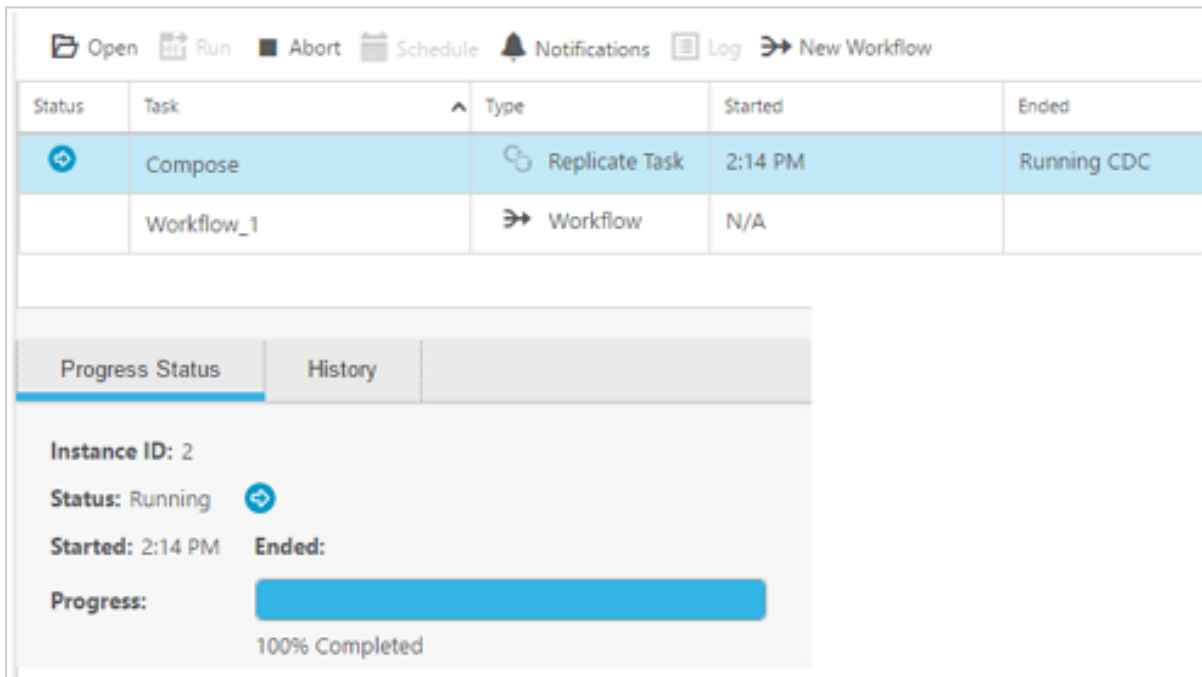 Open Run Abort Schedule Notifications Log New Workflow
Status Task Type Started Ended
Compose Replicate Task 2:14 PM Running CDC
Workflow_1 Workflow N/A
Progress Status History
Instance ID: 2
Status: Running
Started: 2:14 PM Ended:
Progress:
100% Completed